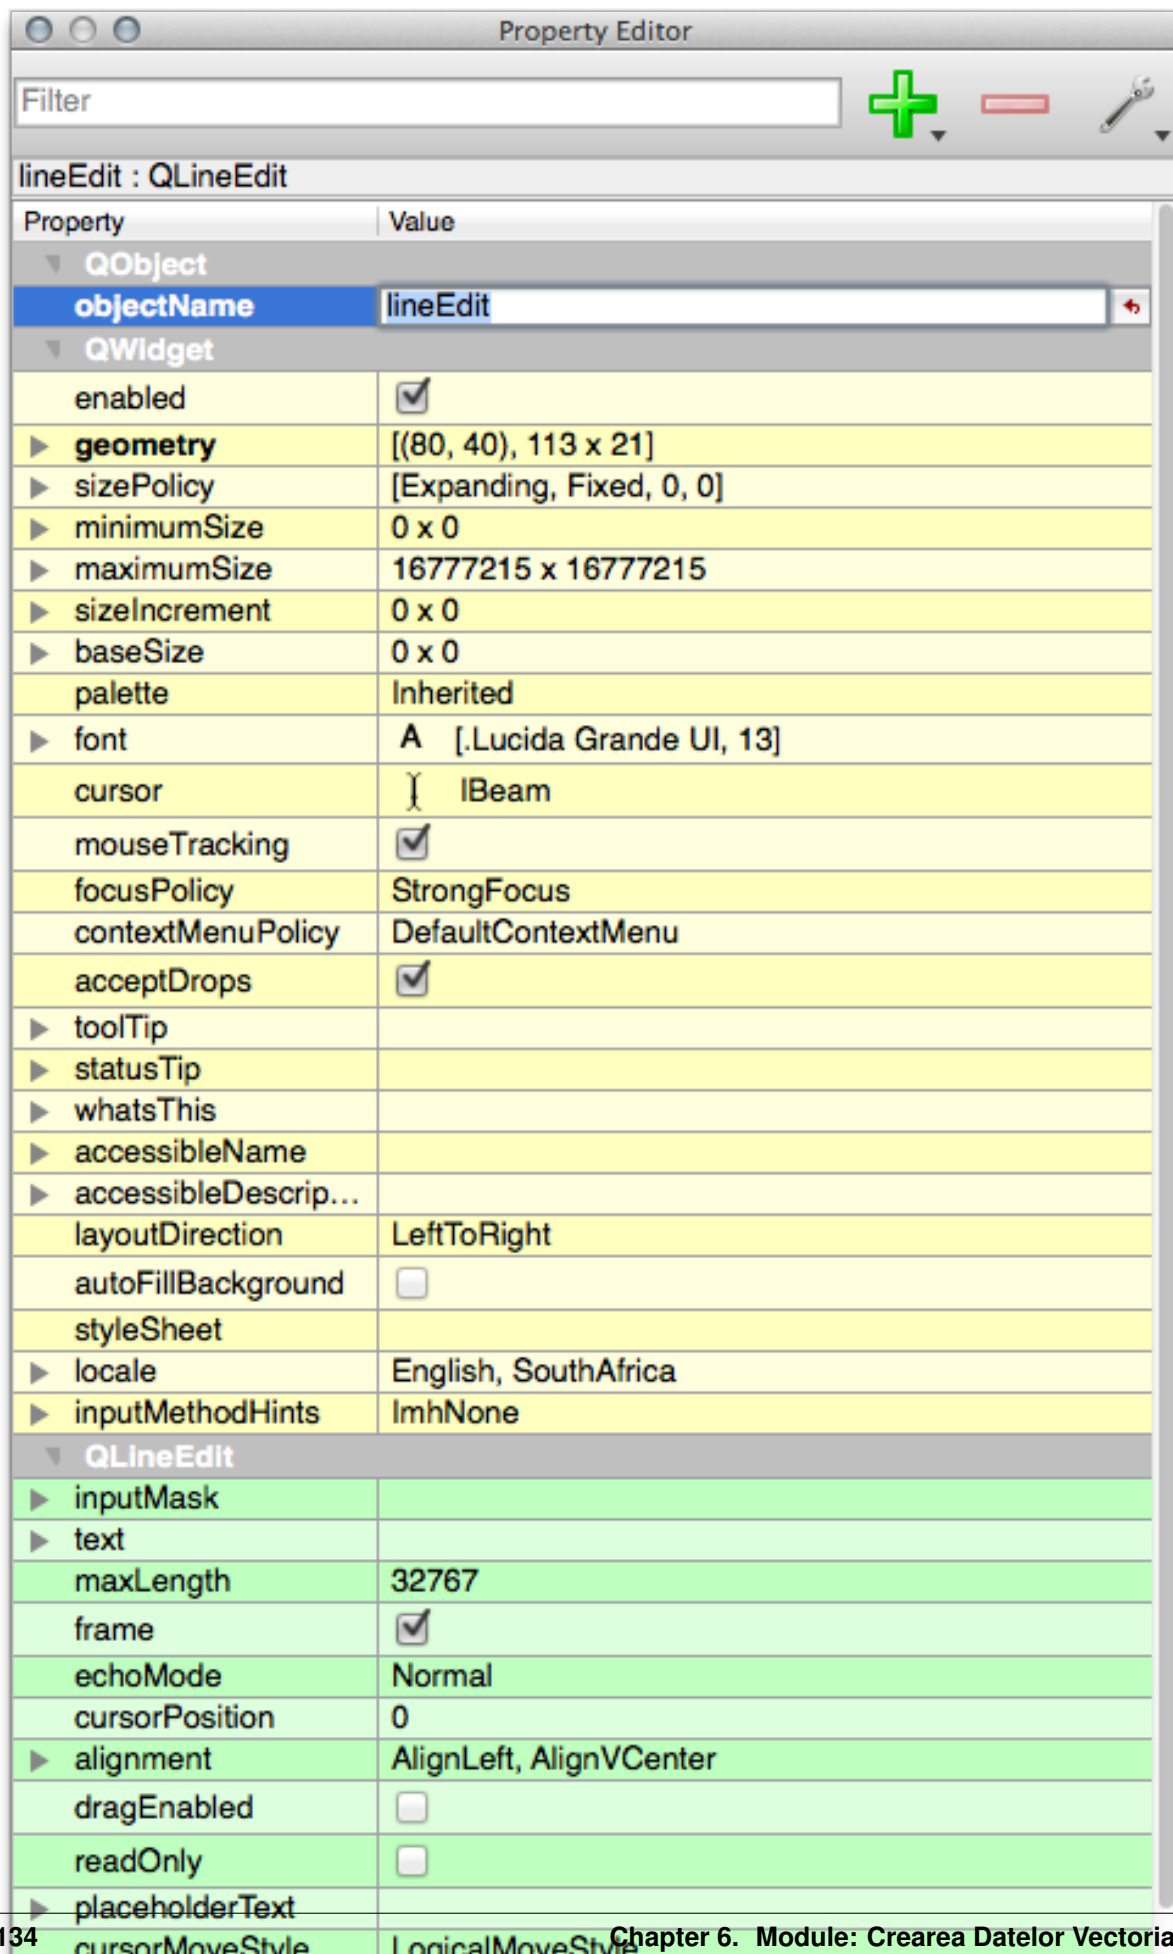 Property Editor
Filter
lineEdit : QLineEdit
Property Value
QObject
objectName lineEdit
QWidget
enabled
geometry [(80, 40), 113 x 21]
sizePolicy [Expanding, Fixed, 0, 0]
minimumSize 0 x 0
maximumSize 16777215 x 16777215
sizeIncrement 0 x 0
baseSize 0 x 0
palette Inherited
font A [.Lucida Grande UI, 13]
cursor IBeam
mouseTracking
focusPolicy StrongFocus
contextMenuPolicy DefaultContextMenu
acceptDrops
toolTip
statusTip
whatsThis
accessibleName
accessibleDescrip...
layoutDirection LeftToRight
autoFillBackground
styleSheet
locale English, SouthAfrica
inputMethodHints ImhNone
QLineEdit
inputMask
text
maxLength 32767
frame
echoMode Normal
cursorPosition 0
alignment AlignLeft, AlignVCenter
dragEnabled
readOnly
placeholderText
134 Chapter 6. Module: Crearea Datelor Vectoria
cursorMoveStyle LogicalMoveStyle